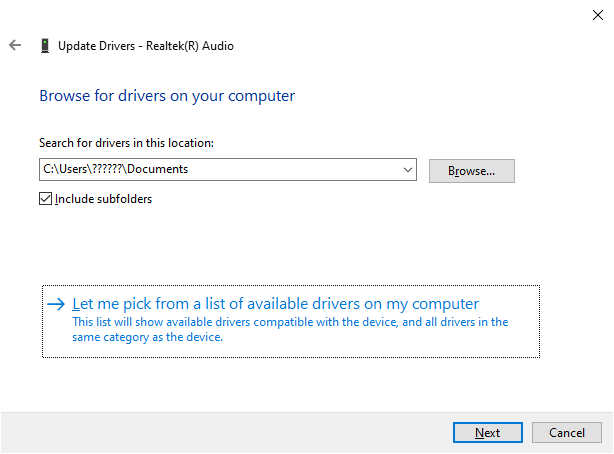 Update Drivers - Realtek(R) Audio
Browse for drivers on your computer
Search for drivers in this location:
C:\Users\??????\Documents
Browse...
Include subfolders
Let me pick from a list of available drivers on my computer
This list will show available drivers compatible with the device, and all drivers in the
same category as the device.
Next
Cancel